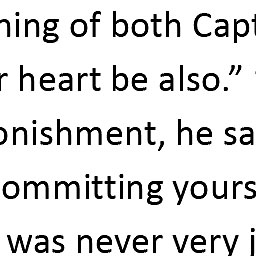 ning of both Capt
r heart be also.”
onishment, he sa
ommitting yours
was never very j